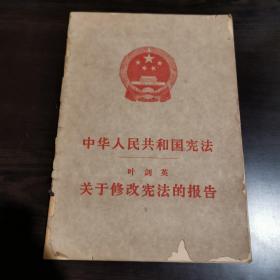 中华人民共和国宪法
叶剑英
关于修改宪法的报告